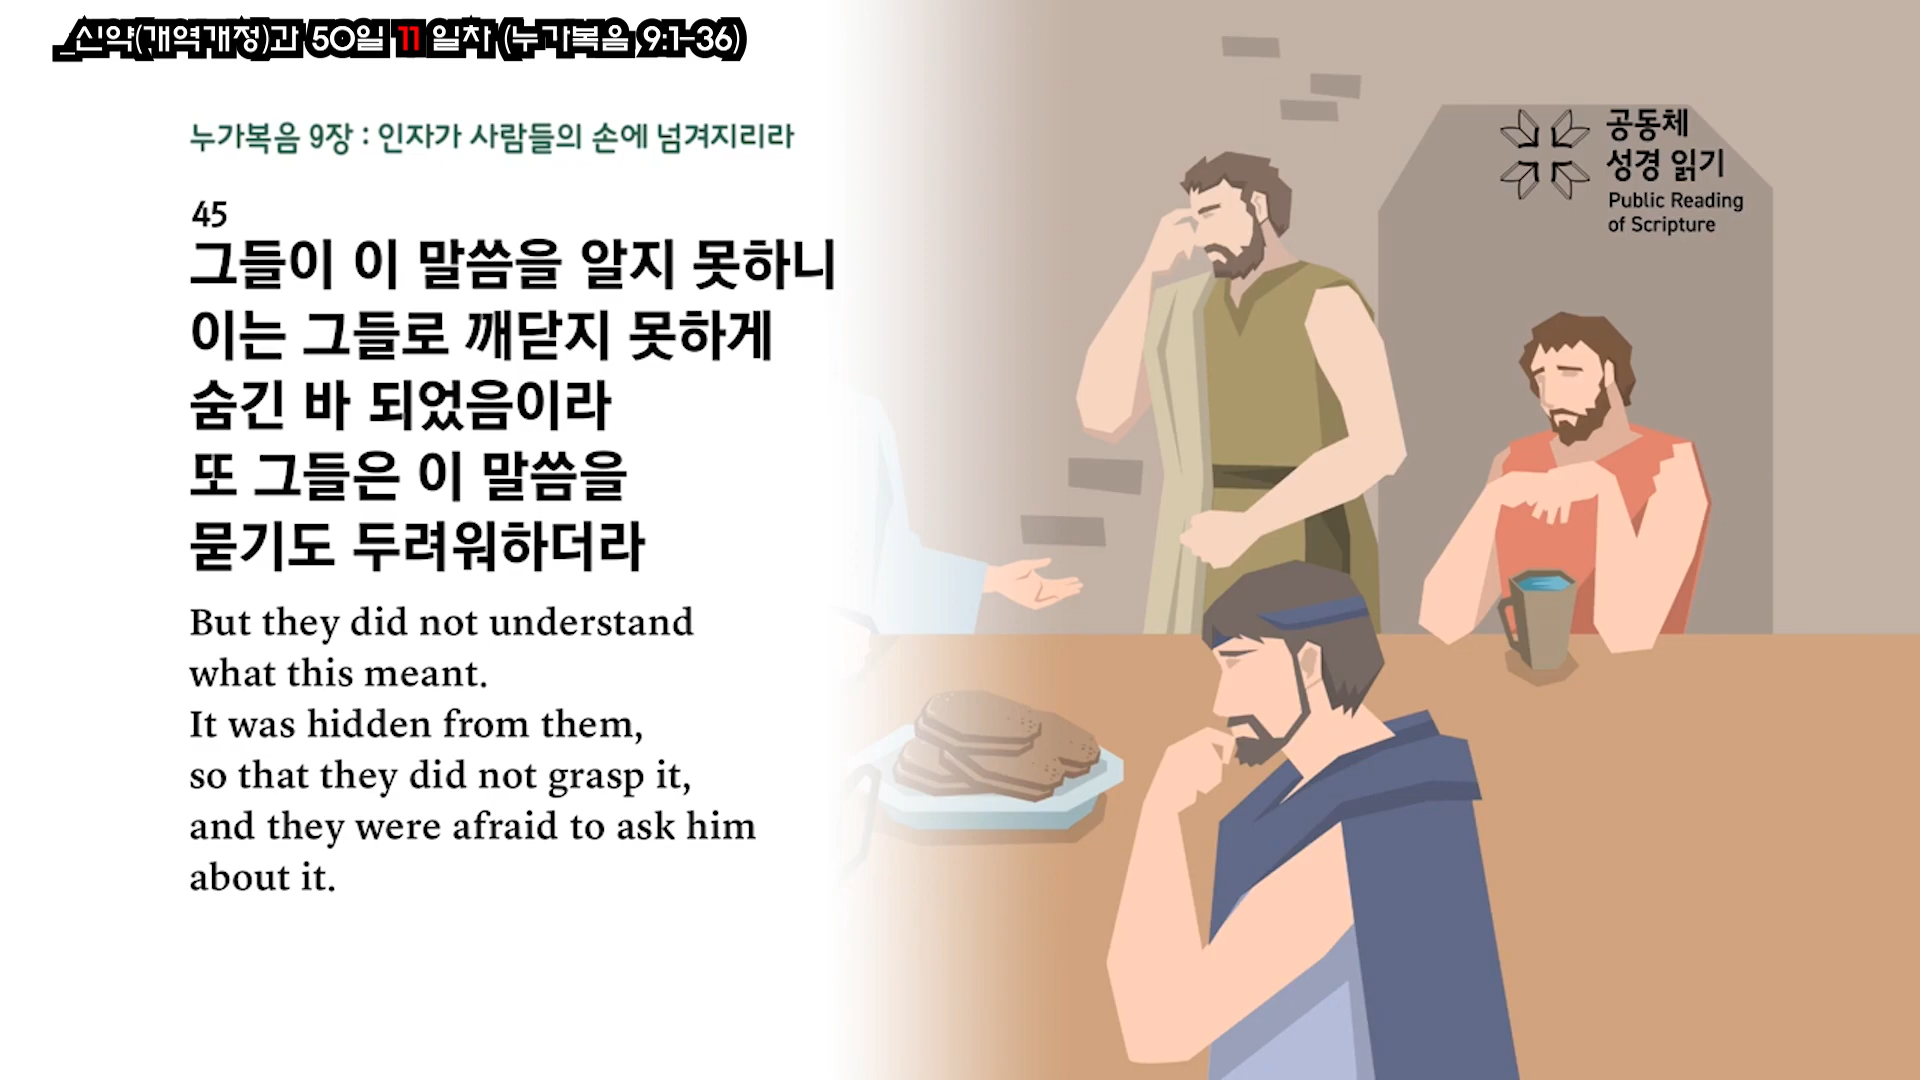 _신약(개역개정)과 50일 11 일차 (누가복음 9:1-36)
누가복음 9장 : 인자가 사람들의 손에 넘겨지리라
45
그들이 이 말씀을 알지 못하니
이는 그들로 깨닫지 못하게
숨긴 바 되었음이라
또 그들은 이 말씀을
묻기도 두려워하더라
But they did not understand
what this meant.
It was hidden from them,
so that they did not grasp it,
and they were afraid to ask him
about it.
공동체
성경 읽기
Public Reading
of Scripture